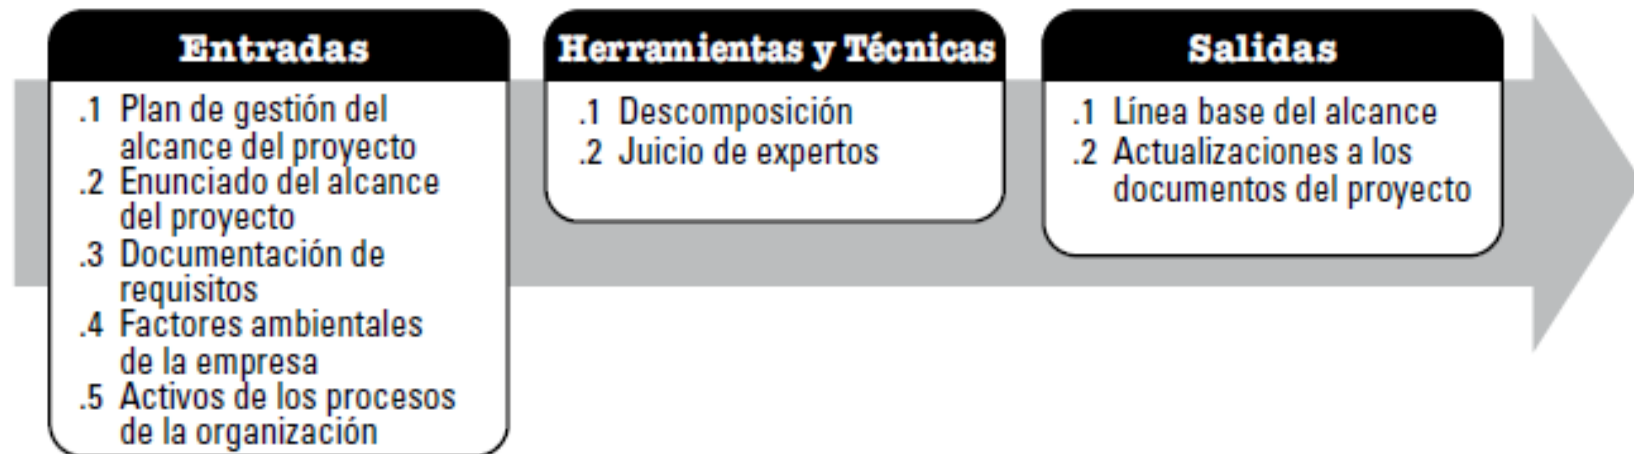 Entradas
.1 Plan de gestión del
alcance del proyecto
.2 Enunciado del alcance
del proyecto
.3 Documentación de
requisitos
.4 Factores ambientales
de la empresa
.5 Activos de los procesos
de la organización
Herramientas y Técnicas
.1 Descomposición
.2 Juicio de expertos
Salidas
.1 Línea base del alcance
.2 Actualizaciones a los
documentos del proyecto